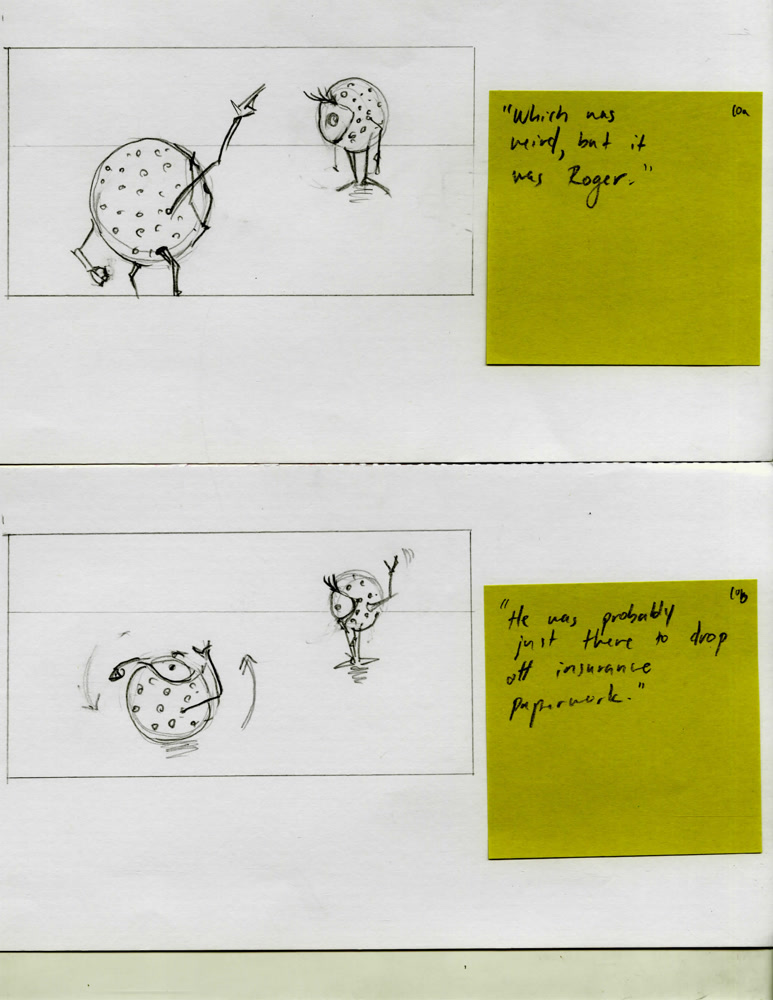 10a
"Which was
weird, but it
was Roger."
10b
"He was probably
just there to drop
off insurance
paperwork."